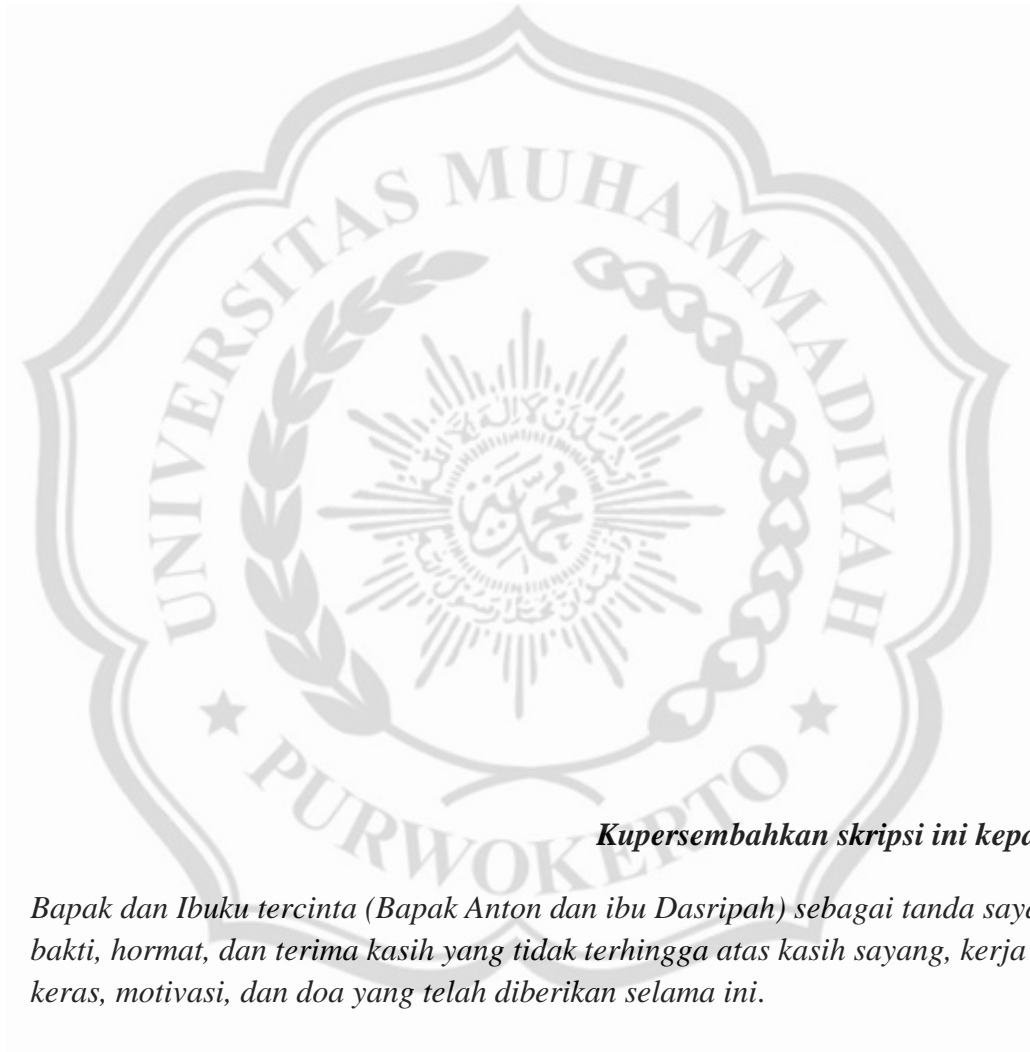 UNIVERSITAS MUHAMMADIYAH
PURWOKERTO
Kupersembahkan skripsi ini kepa
Bapak dan Ibuku tercinta (Bapak Anton dan ibu Dasripah) sebagai tanda saya
bakti, hormat, dan terima kasih yang tidak terhingga atas kasih sayang, kerja
keras, motivasi, dan doa yang telah diberikan selama ini.